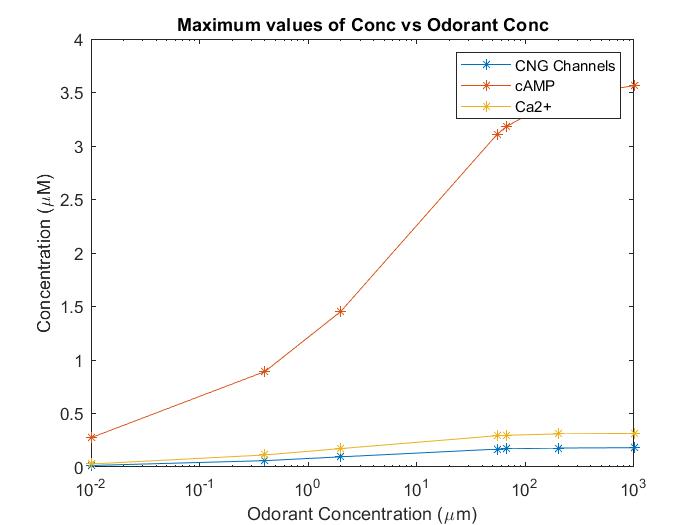 Maximum values of Conc vs Odorant Conc
CNG Channels
cAMP
Ca2+
Concentration (μM)
4
3.5
3
2.5
2
1.5
1
0.5
0
10-2
10-1
100
101
102
103
Odorant Concentration (μm)